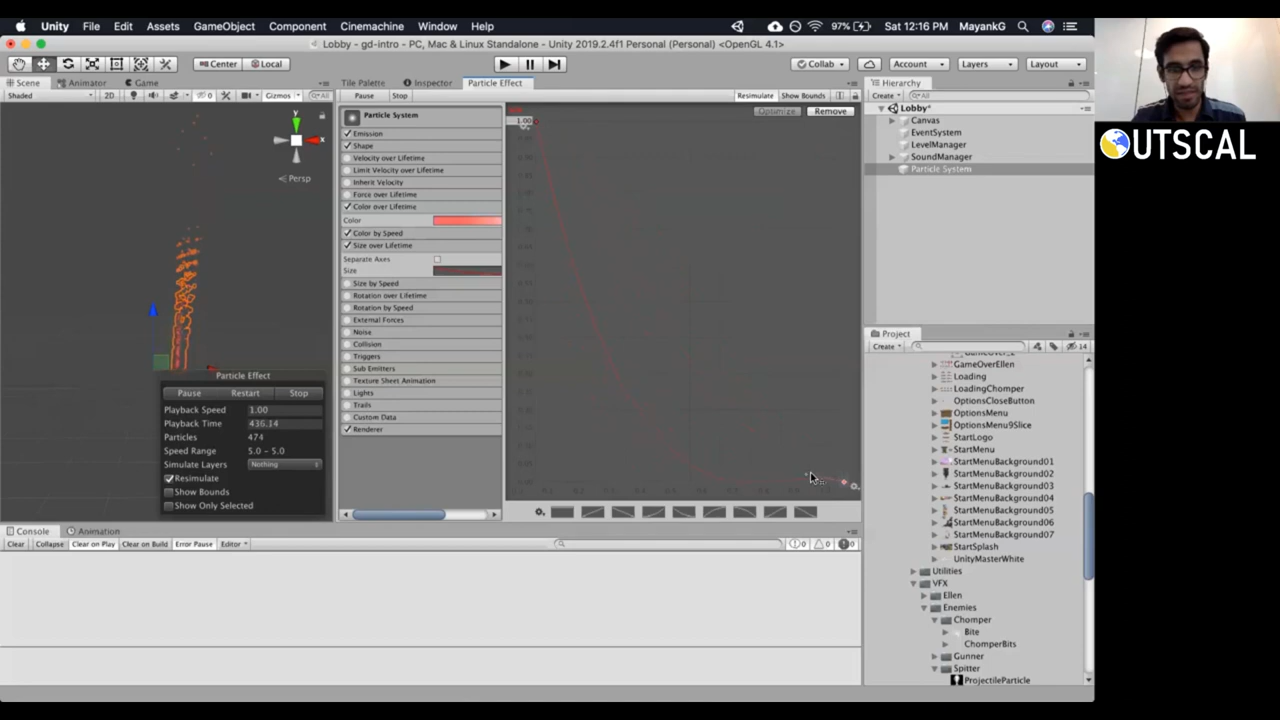 Unity File Edit Assets GameObject Component Cinemachine Window Help 97% Sat 12:16 PM MayankG
Lobby - gd-intro - PC, Mac & Linux Standalone - Unity 2019.2.4f1 Personal (Personal) <OpenGL 4.1>
Center Local Collab Account Layers Layout
Scene Animator Game Tile Palette Inspector Particle Effect Hierarchy
Shaded 2D Gizmos All Pause Stop Resimulate Show Bounds Create All
Particle System
Optimize Remove
1.00
Emission
Shape
Velocity over Lifetime
Limit Velocity over Lifetime
Inherit Velocity
Force over Lifetime
Color over Lifetime
Color
Color by Speed
Size over Lifetime
Separate Axes
Size
Size by Speed
Rotation over Lifetime
Rotation by Speed
External Forces
Noise
Collision
Triggers
Sub Emitters
Texture Sheet Animation
Lights
Trails
Custom Data
Renderer
y
x
Persp
Particle Effect
Pause Restart Stop
Playback Speed 1.00
Playback Time 436.14
Particles 474
Speed Range 5.0 - 5.0
Simulate Layers Nothing
Resimulate
Show Bounds
Show Only Selected
Lobby*
Canvas
EventSystem
LevelManager
SoundManager
Particle System
Project
Create 14
GameOver_2
GameOverEllen
Loading
LoadingChomper
OptionsCloseButton
OptionsMenu
OptionsMenu9Slice
StartLogo
StartMenu
StartMenuBackground01
StartMenuBackground02
StartMenuBackground03
StartMenuBackground04
StartMenuBackground05
StartMenuBackground06
StartMenuBackground07
StartSplash
UnityMasterWhite
Utilities
VFX
Ellen
Enemies
Chomper
Bite
ChomperBits
Gunner
Spitter
ProjectileParticle
Console Animation
Clear Collapse Clear on Play Clear on Build Error Pause Editor 0 0 0
OUTSCAL